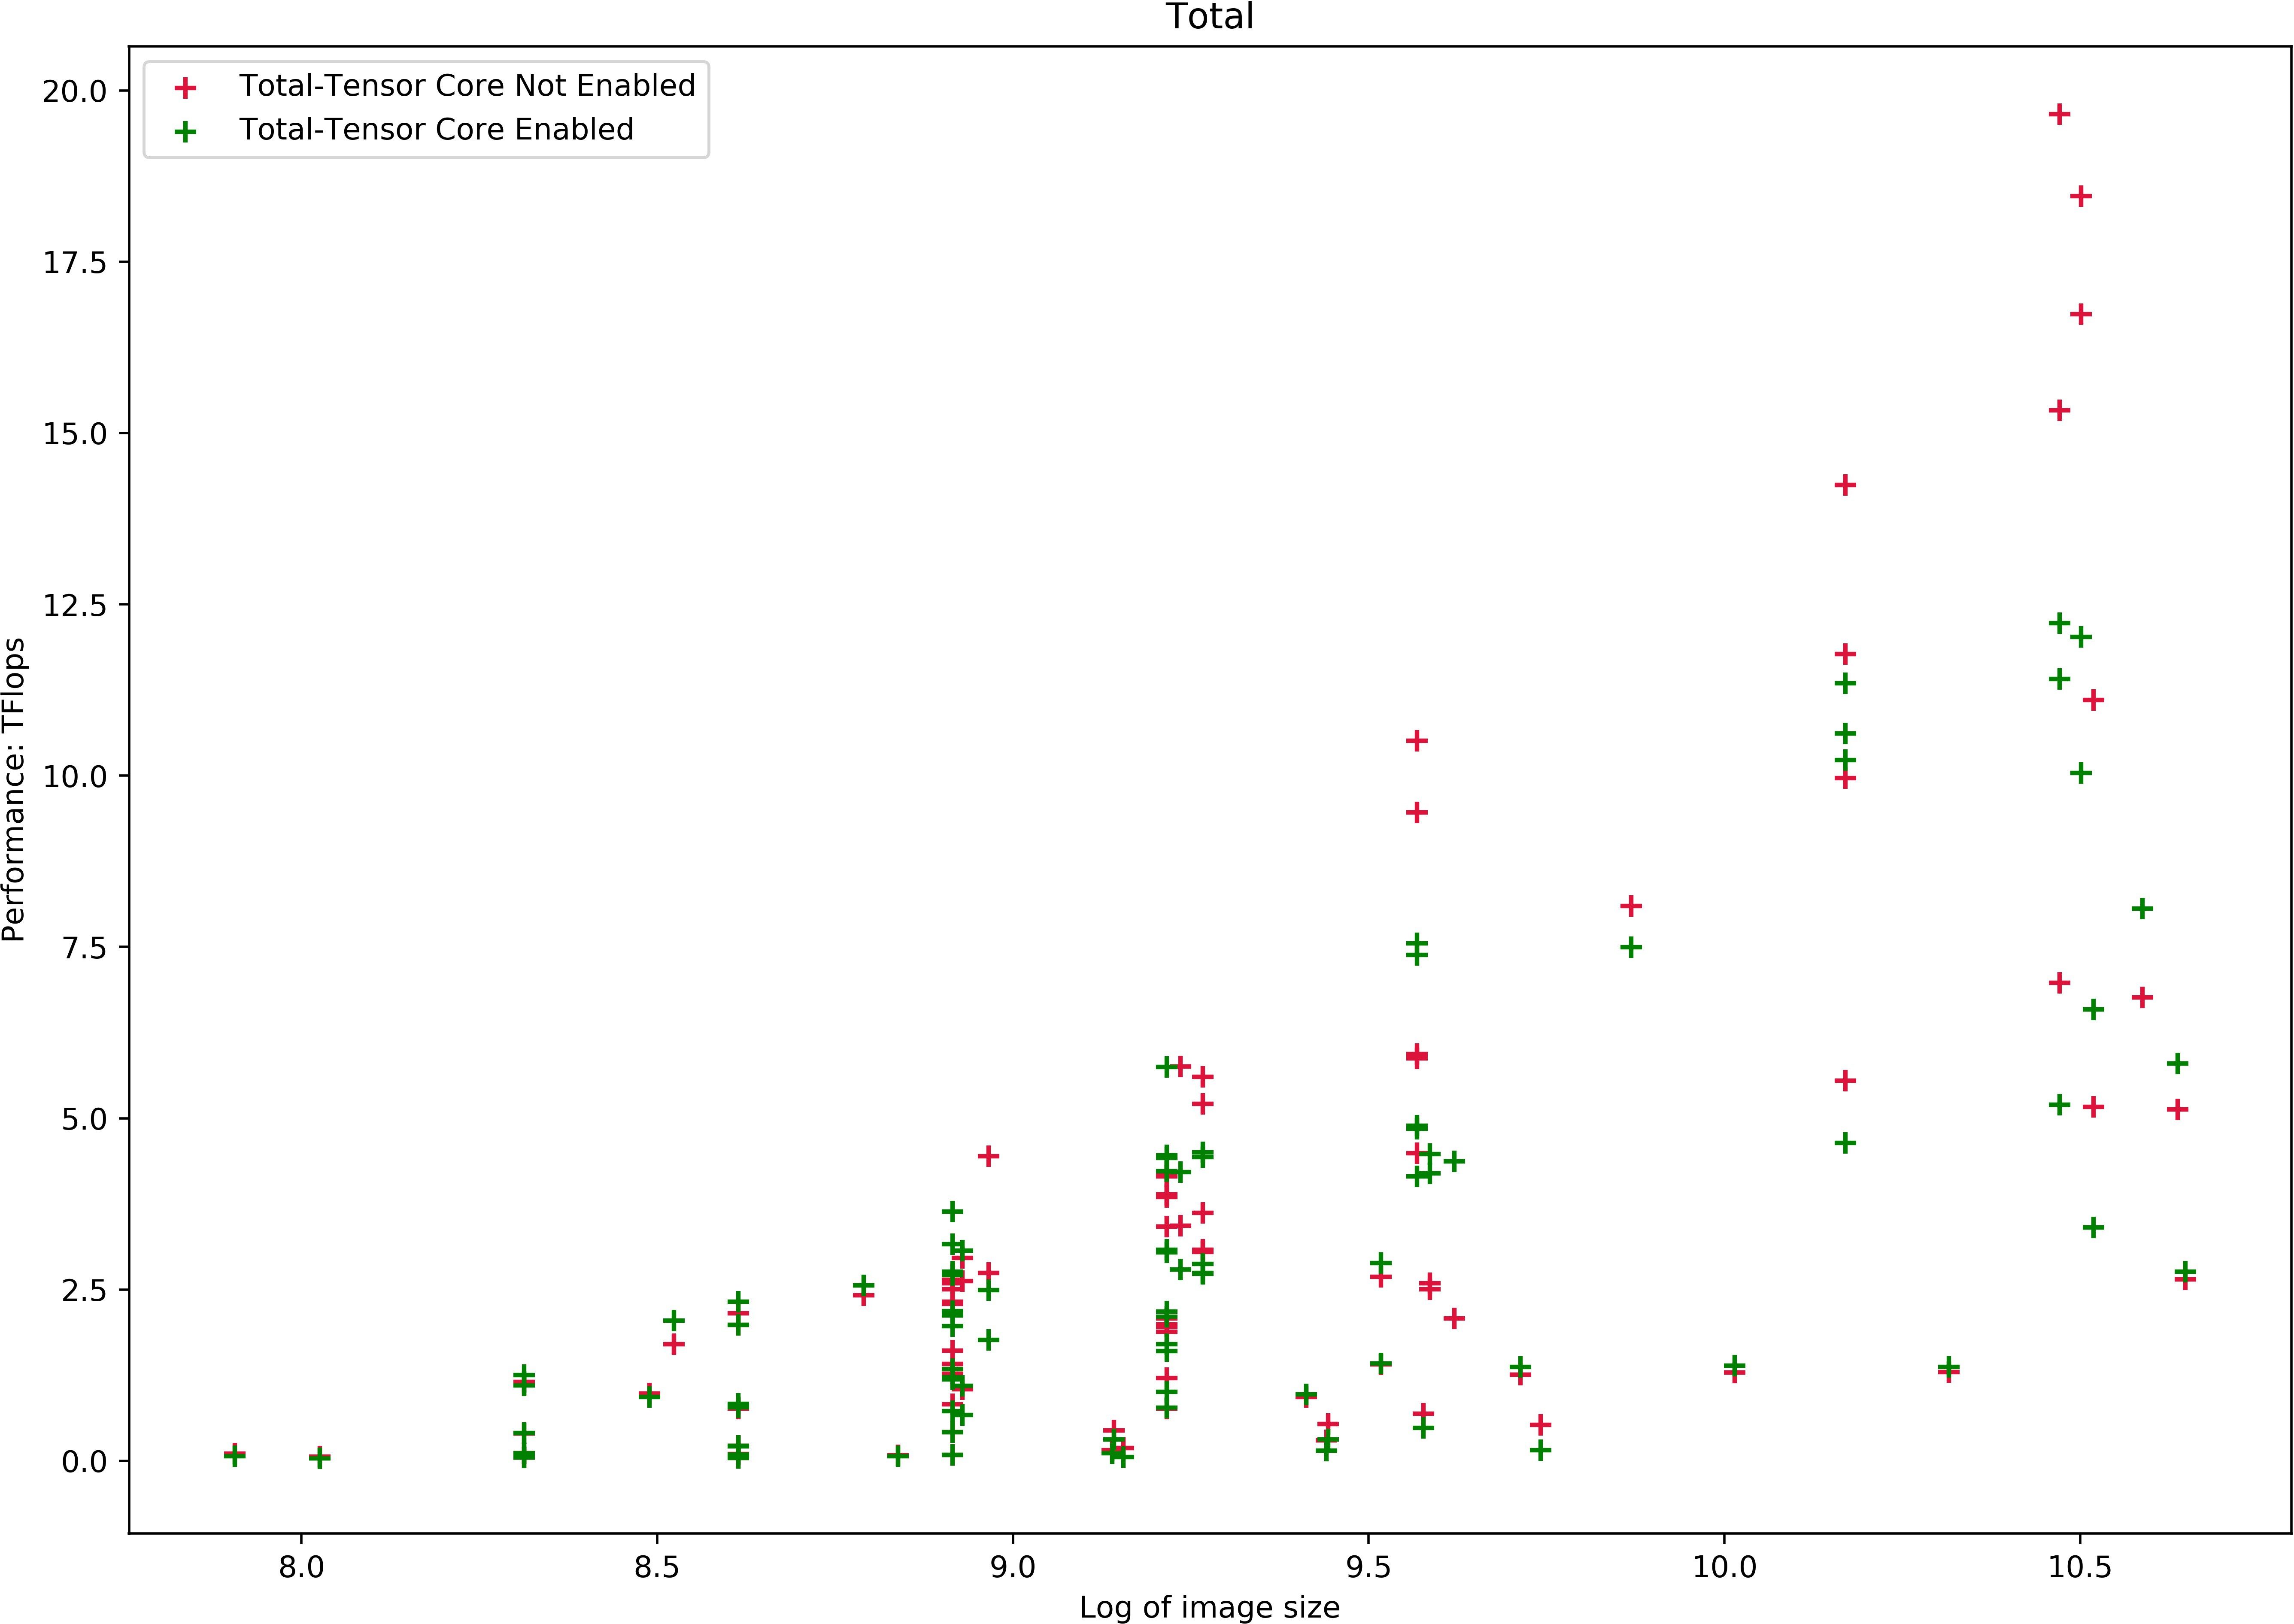 Total
Total-Tensor Core Not Enabled
Total-Tensor Core Enabled
20.0
17.5
15.0
12.5
10.0
7.5
5.0
2.5
0.0
Performance: TFlops
8.0 8.5 9.0 9.5 10.0 10.5
Log of image size